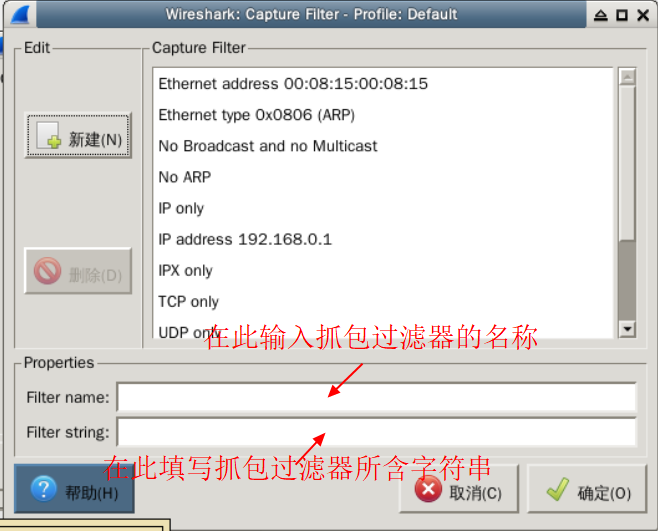 Wireshark: Capture Filter - Profile: Default
Edit
Capture Filter
Ethernet address 00:08:15:00:08:15
Ethernet type 0x0806 (ARP)
新建(N)
No Broadcast and no Multicast
No ARP
IP only
IP address 192.168.0.1
删除(D)
IPX only
TCP only
UDP only
在此输入抓包过滤器的名称
Properties
Filter name:
Filter string:
在此填写抓包过滤器所含字符串
帮助(H)
取消(C)
确定(O)